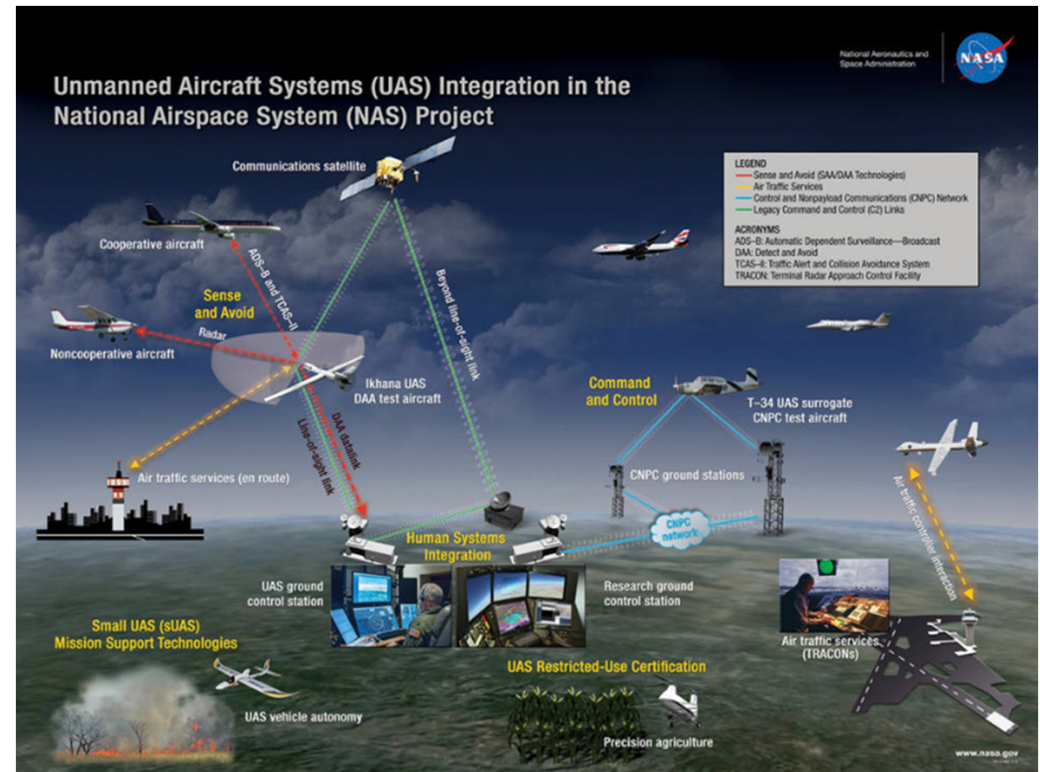 National Aeronautics and
Space Administration
NASA
Unmanned Aircraft Systems (UAS) Integration in the
National Airspace System (NAS) Project
Communications satellite
LEGEND
Sense and Avoid (SAA/DAA Technologies)
Air Traffic Services
Control and Nonpayload Communications (CNPC) Network
Legacy Command and Control (C2) Links
ACRONYMS
ADS–B: Automatic Dependent Surveillance—Broadcast
DAA: Detect and Avoid
TCAS–II: Traffic Alert and Collision Avoidance System
TRACON: Terminal Radar Approach Control Facility
Cooperative aircraft
ADS–B and TCAS–II
Beyond line-of-sight link
Sense
and Avoid
Radar
Noncooperative aircraft
Ikhana UAS
DAA test aircraft
Command
and Control
T–34 UAS surrogate
CNPC test aircraft
DAA datalink
Line-of-sight link
Air traffic services (en route)
CNPC ground stations
Air traffic controller interaction
CNPC
network
Human Systems
Integration
UAS ground
control station
Research ground
control station
Air traffic services
(TRACONs)
Small UAS (sUAS)
Mission Support Technologies
UAS vehicle autonomy
UAS Restricted-Use Certification
Precision agriculture
www.nasa.gov